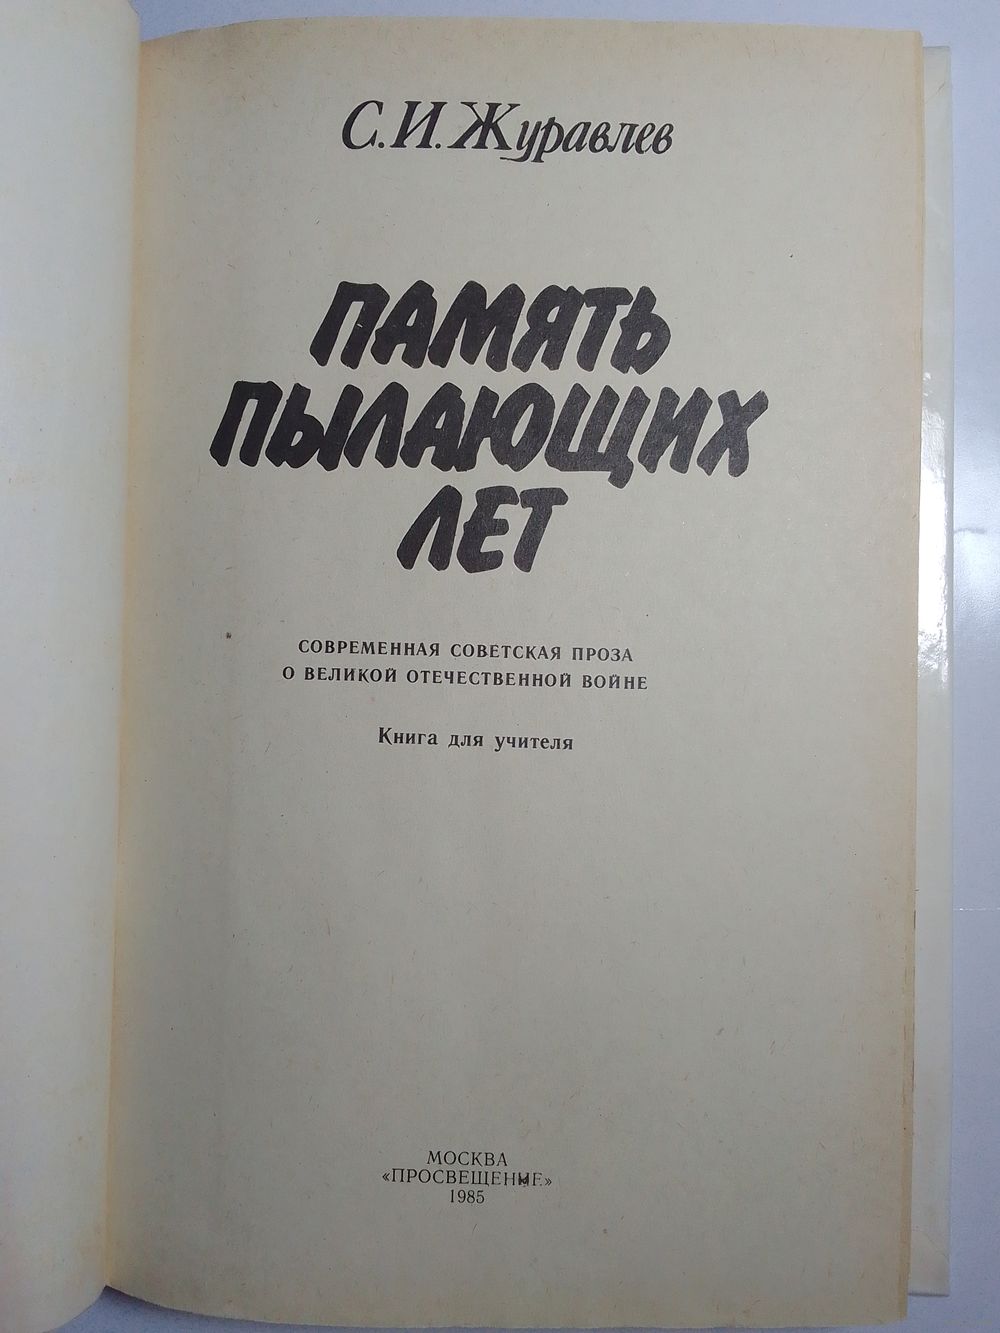 С.И. Журавлев
ПАМЯТЬ
ПЫЛАЮЩИХ
ЛЕТ
СОВРЕМЕННАЯ СОВЕТСКАЯ ПРОЗА
О ВЕЛИКОЙ ОТЕЧЕСТВЕННОЙ ВОЙНЕ
Книга для учителя
МОСКВА
«ПРОСВЕЩЕНИЕ»
1985